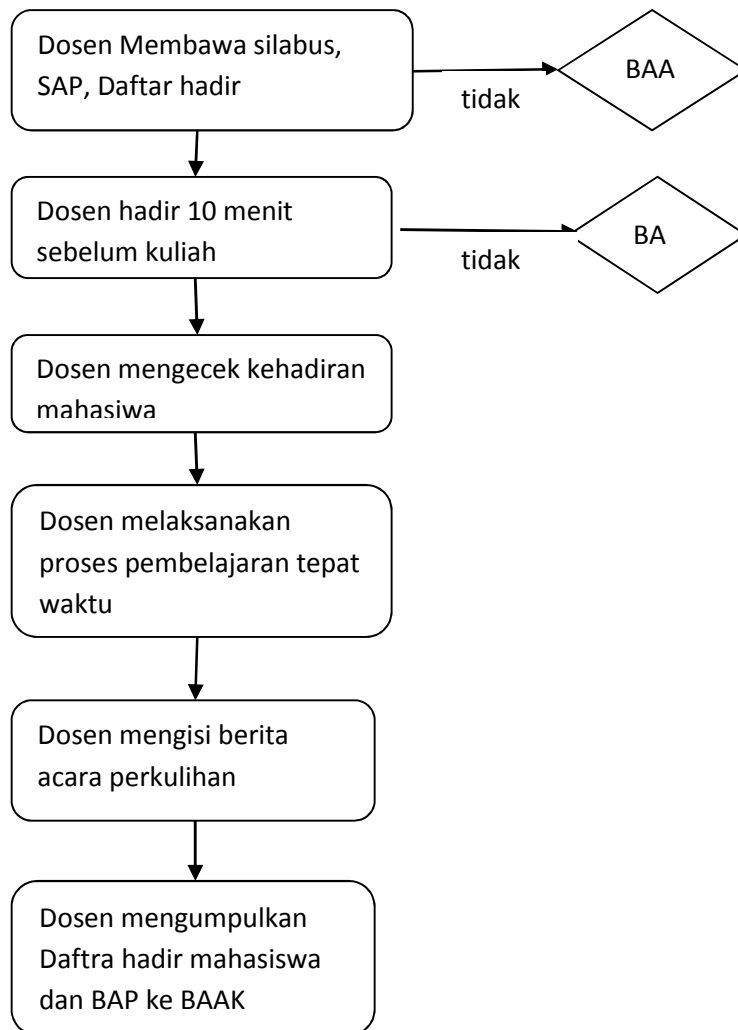 Dosen Membawa silabus,
SAP, Daftar hadir
BAA
tidak
Dosen hadir 10 menit
sebelum kuliah
BA
tidak
Dosen mengecek kehadiran
mahasiwa
Dosen melaksanakan
proses pembelajaran tepat
waktu
Dosen mengisi berita
acara perkulihan
Dosen mengumpulkan
Daftra hadir mahasiswa
dan BAP ke BAAK